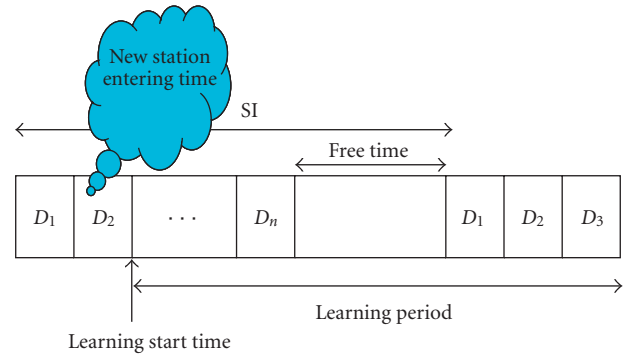 New station
entering time
SI
Free time
D₁ D₂ · · · Dₙ D₁ D₂ D₃
Learning period
Learning start time